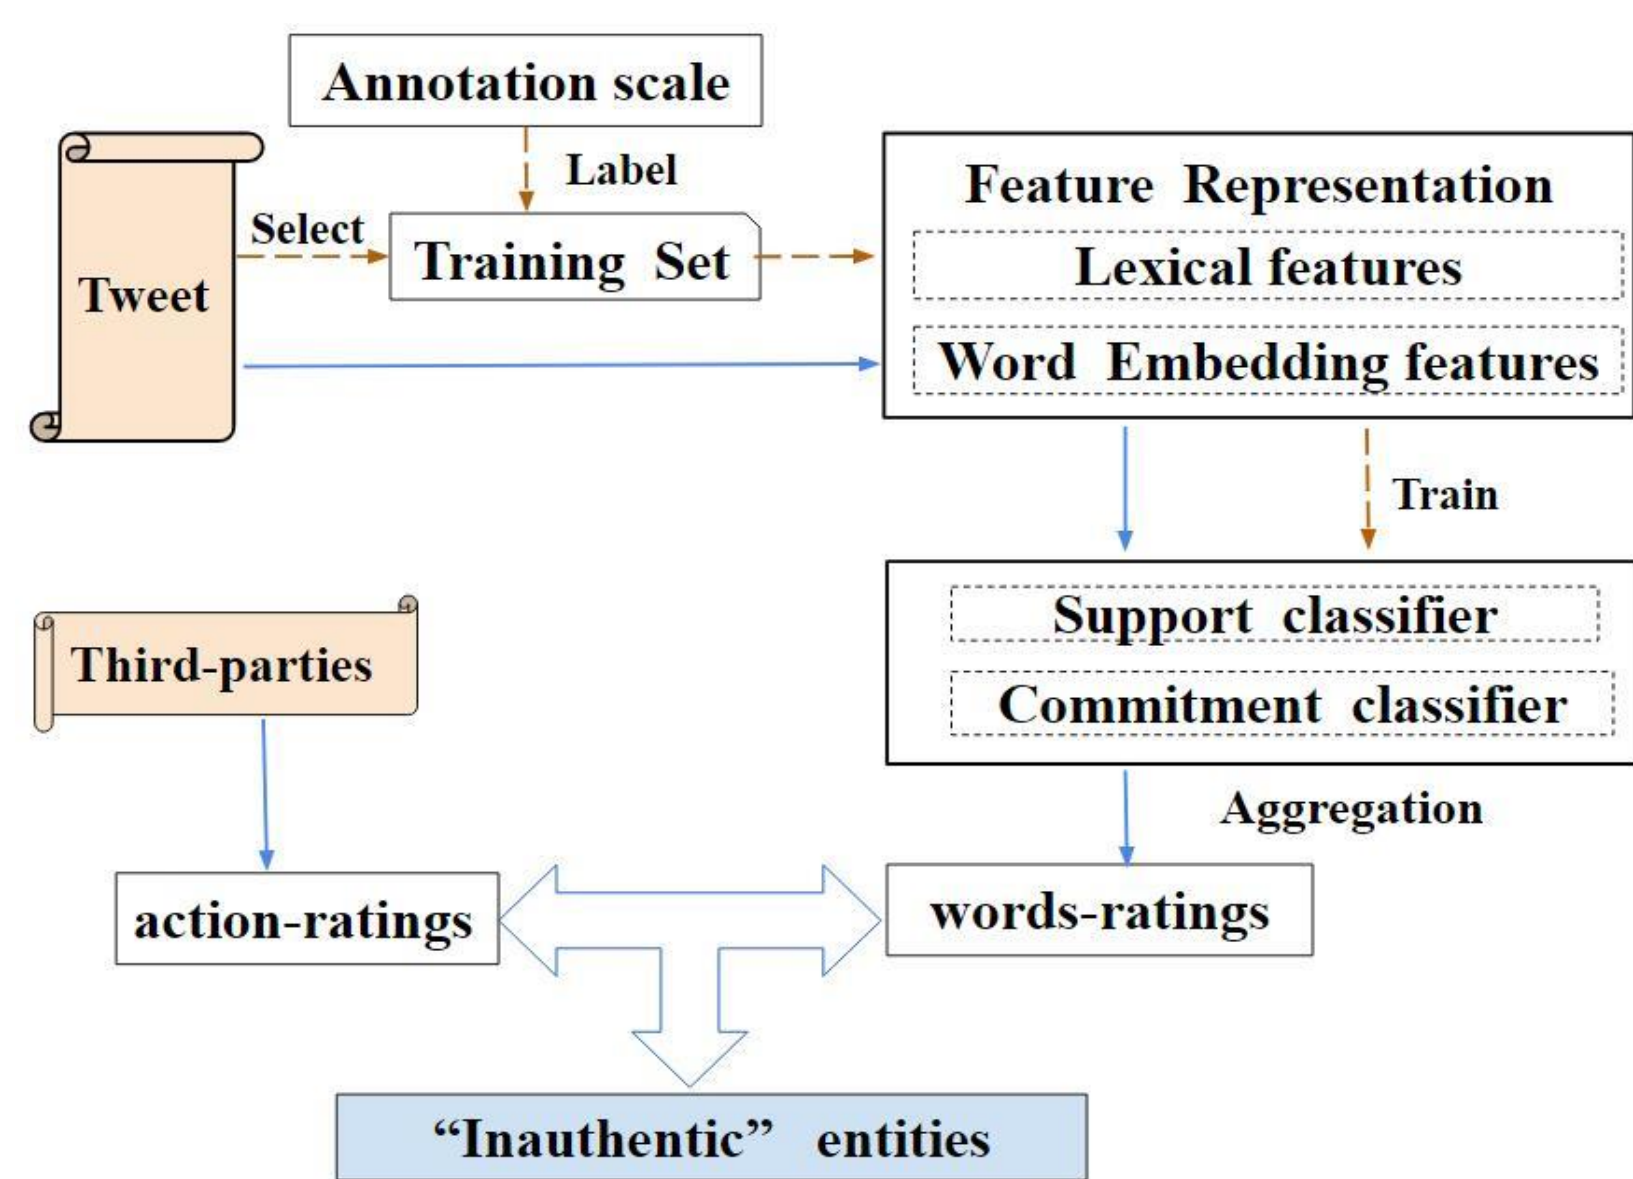 Annotation scale
Label
Select
Training Set
Tweet
Feature Representation
Lexical features
Word Embedding features
Train
Support classifier
Commitment classifier
Third-parties
Aggregation
action-ratings
words-ratings
“Inauthentic” entities